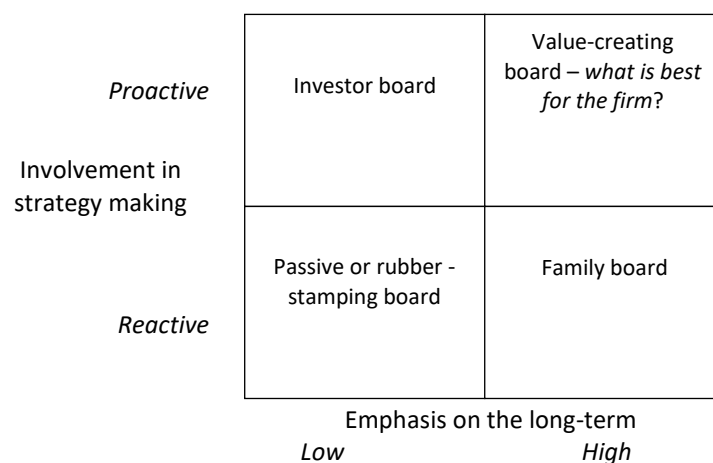 Proactive
Investor board
Value-creating
board – what is best
for the firm?
Involvement in
strategy making
Passive or rubber -
stamping board
Family board
Reactive
Emphasis on the long-term
Low
High